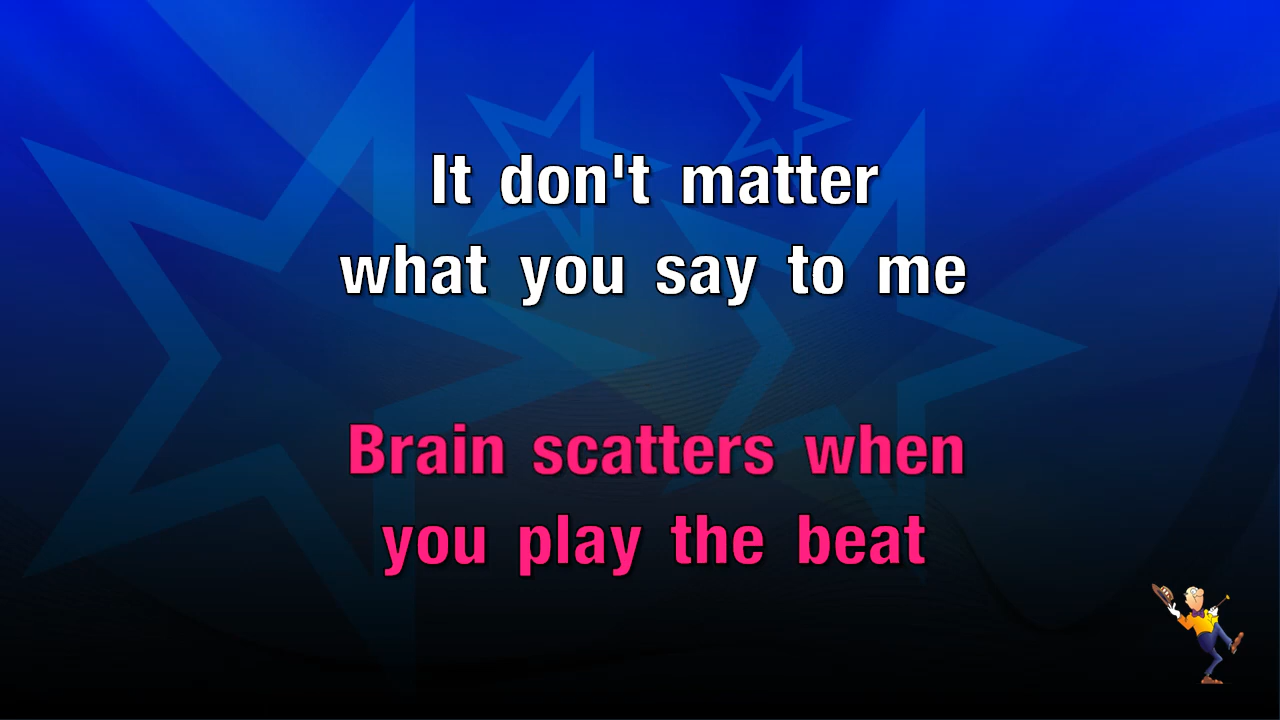 It don't matter
what you say to me
Brain scatters when
you play the beat